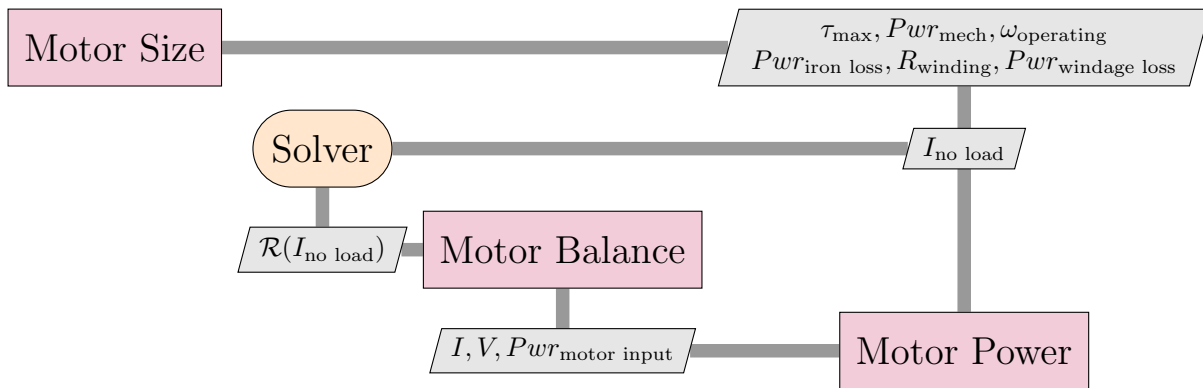 Motor Size
τmax, Pwrmech, ωoperating
Pwriron loss, Rwinding, Pwrwindage loss
Solver
Ino load
R(Ino load)
Motor Balance
I, V, Pwrmotor input
Motor Power